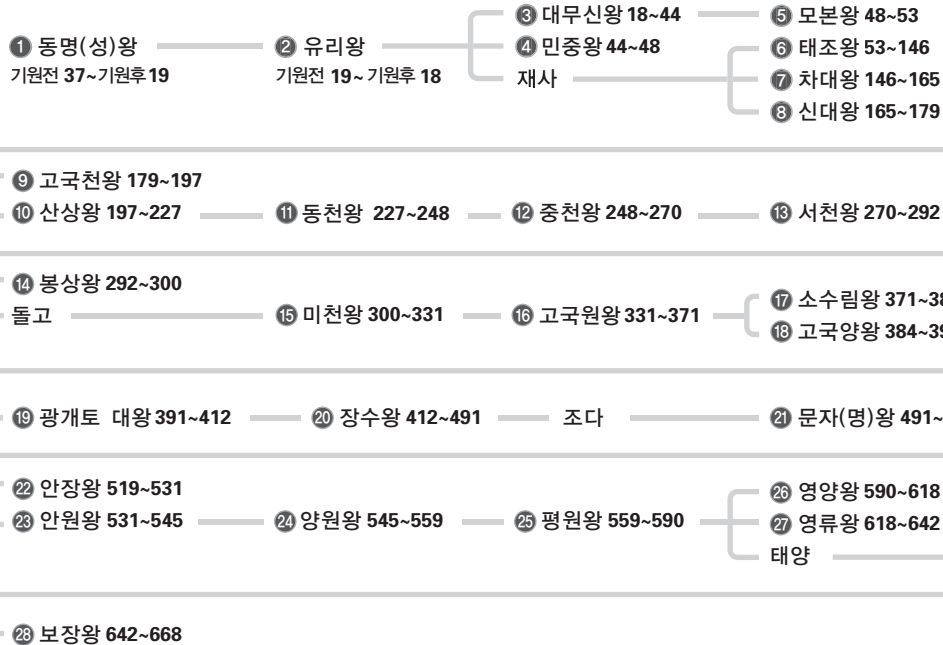 ❸ 대무신왕 18~44 ❺ 모본왕 48~53
❶ 동명(성)왕 ❷ 유리왕 ❹ 민중왕 44~48 ❻ 태조왕 53~146
기원전 37~기원후 19 기원전 19~기원후 18 재사 ❼ 차대왕 146~165
❽ 신대왕 165~179
❾ 고국천왕 179~197
❿ 산상왕 197~227 ⓫ 동천왕 227~248 ⓬ 중천왕 248~270 ⓭ 서천왕 270~292
⓮ 봉상왕 292~300
돌고 ⓯ 미천왕 300~331 ⓰ 고국원왕 331~371 ⓱ 소수림왕 371~38
⓲ 고국양왕 384~39
⓳ 광개토 대왕 391~412 ⓴ 장수왕 412~491 조다 21 문자(명)왕 491~
22 안장왕 519~531 26 영양왕 590~618
23 안원왕 531~545 24 양원왕 545~559 25 평원왕 559~590 27 영류왕 618~642
태양
28 보장왕 642~668